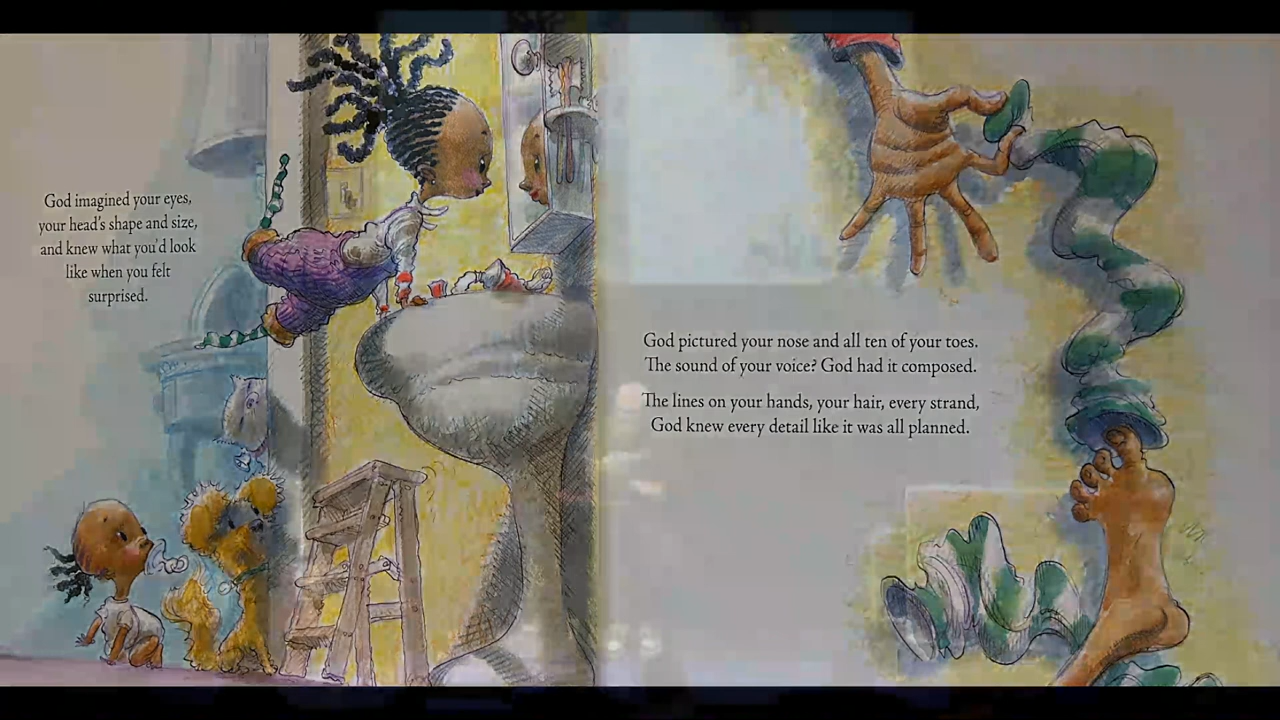 God imagined your eyes,
your head's shape and size,
and knew what you'd look
like when you felt
surprised.
God pictured your nose and all ten of your toes.
The sound of your voice? God had it composed.
The lines on your hands, your hair, every strand,
God knew every detail like it was all planned.